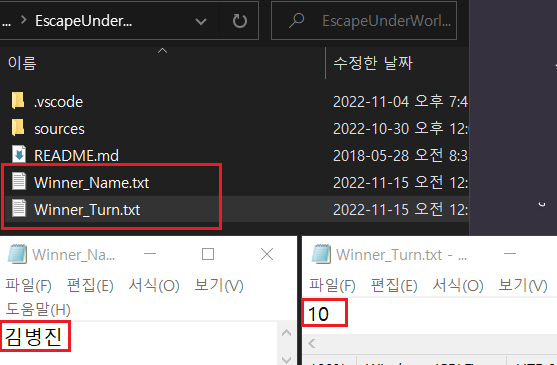 ... > EscapeUnder...
EscapeUnderWorl...
이름
수정한 날짜
.vscode
2022-11-04 오후 7:4
sources
2022-10-30 오후 12:
README.md
2018-05-28 오전 8:3
Winner_Name.txt
2022-11-15 오전 12
Winner_Turn.txt
2022-11-15 오전 12:
Winner_Na...
파일(F) 편집(E) 서식(O) 보기(V)
도움말(H)
김병진
Winner_Turn.txt - ...
파일(F) 편집(E) 서식(O) 보기(V)
10